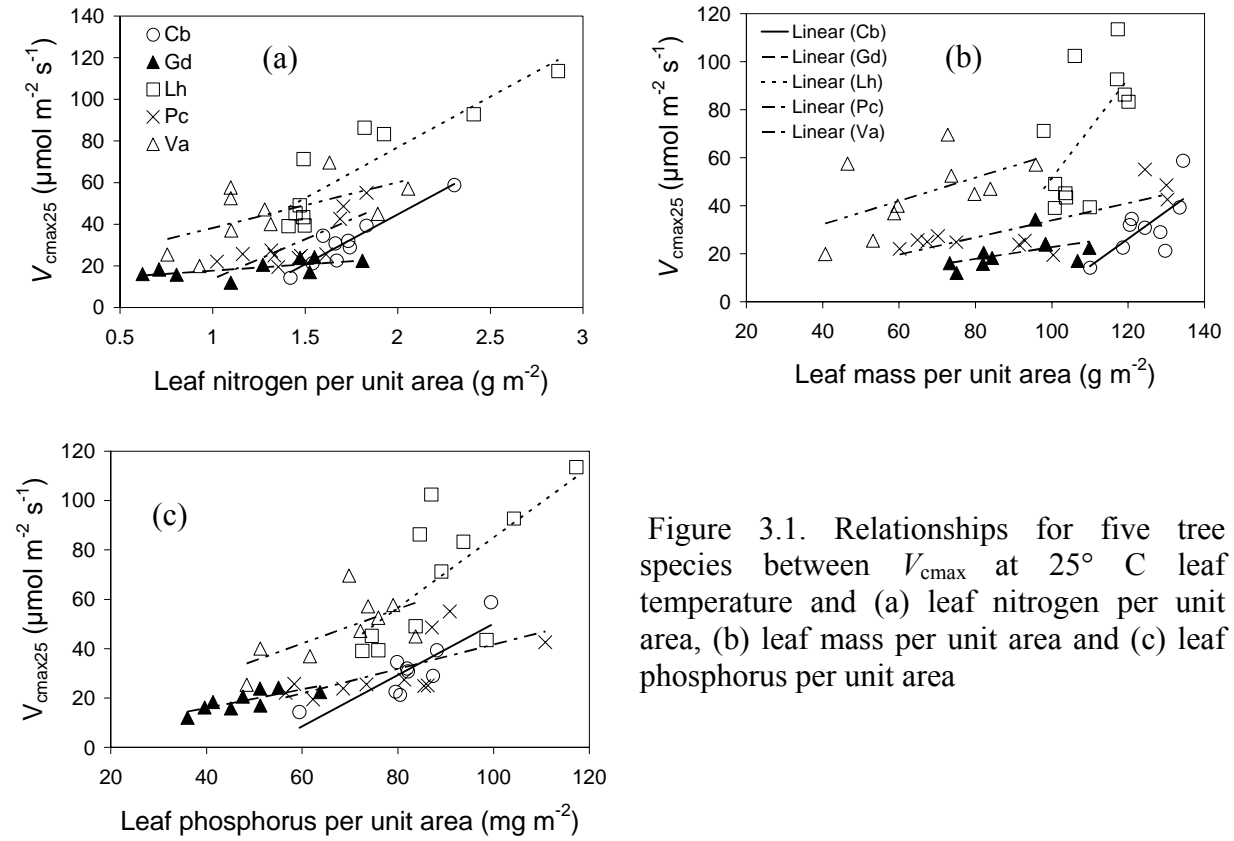 140
120
100
80
60
40
20
0
V cmax25 (µmol m-2 s-1)
(a)
Cb
Gd
Lh
Pc
Va
0.5 1 1.5 2 2.5 3
Leaf nitrogen per unit area (g m-2)
120
100
80
60
40
20
0
V cmax25 (µmol m-2 s-1)
(b)
Linear (Cb)
Linear (Gd)
Linear (Lh)
Linear (Pc)
Linear (Va)
20 40 60 80 100 120 140
Leaf mass per unit area (g m-2)
120
100
80
60
40
20
0
Vcmax25 (µmol m-2 s-1)
(c)
20 40 60 80 100 120
Leaf phosphorus per unit area (mg m-2)
Figure 3.1. Relationships for five tree
species between Vcmax at 25° C leaf
temperature and (a) leaf nitrogen per unit
area, (b) leaf mass per unit area and (c) leaf
phosphorus per unit area